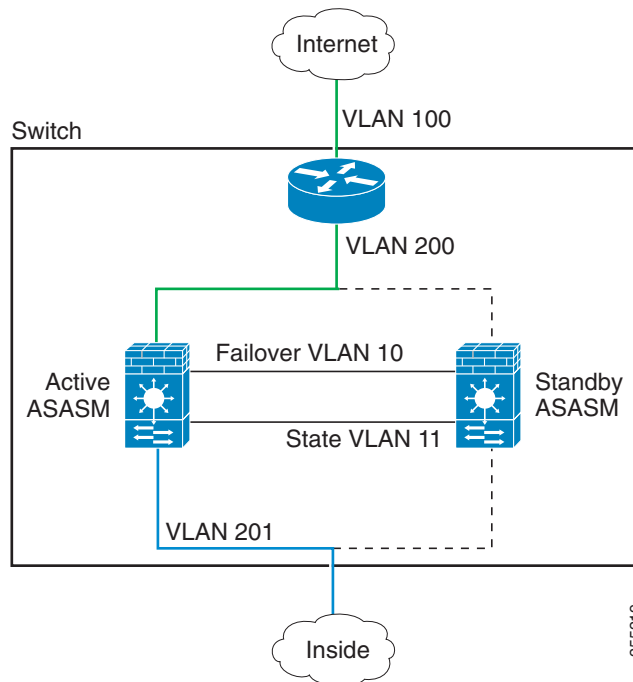 Internet
VLAN 100
Switch
VLAN 200
Failover VLAN 10
Active
ASASM
Standby
ASASM
State VLAN 11
VLAN 201
Inside